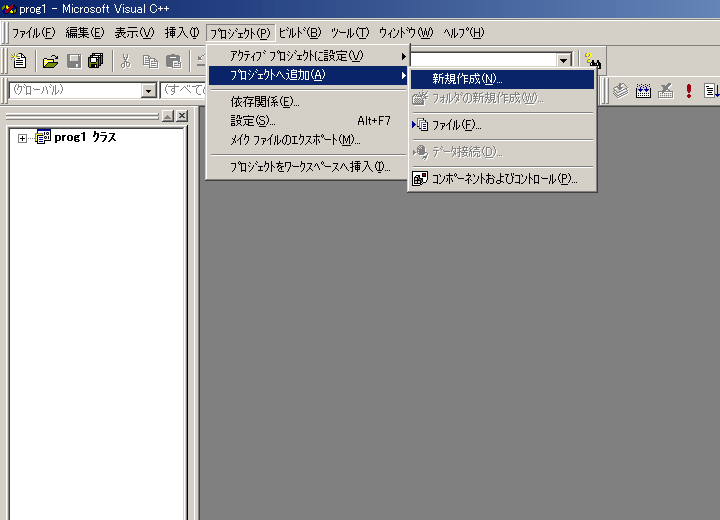 prog1 - Microsoft Visual C++
ﾌｧｲﾙ(F) 編集(E) 表示(V) 挿入(I) ﾌﾟﾛｼﾞｪｸﾄ(P) ﾋﾞﾙﾄﾞ(B) ﾂｰﾙ(T) ｳｨﾝﾄﾞｳ(W) ﾍﾙﾌﾟ(H)
ｱｸﾃｨﾌﾞ ﾌﾟﾛｼﾞｪｸﾄに設定(V)
ﾌﾟﾛｼﾞｪｸﾄへ追加(A)
依存関係(E)...
設定(S)... Alt+F7
ﾒｲｸ ﾌｧｲﾙのｴｸｽﾎﾟｰﾄ(M)...
ﾌﾟﾛｼﾞｪｸﾄをﾜｰｸｽﾍﾟｰｽへ挿入(I)...
新規作成(N)...
ﾌｫﾙﾀﾞの新規作成(W)...
ﾌｧｲﾙ(F)...
ﾃﾞｰﾀ接続(D)...
ｺﾝﾎﾟｰﾈﾝﾄおよびｺﾝﾄﾛｰﾙ(P)...
(ｸﾞﾛｰﾊﾞﾙ) (すべて
prog1 ｸﾗｽ